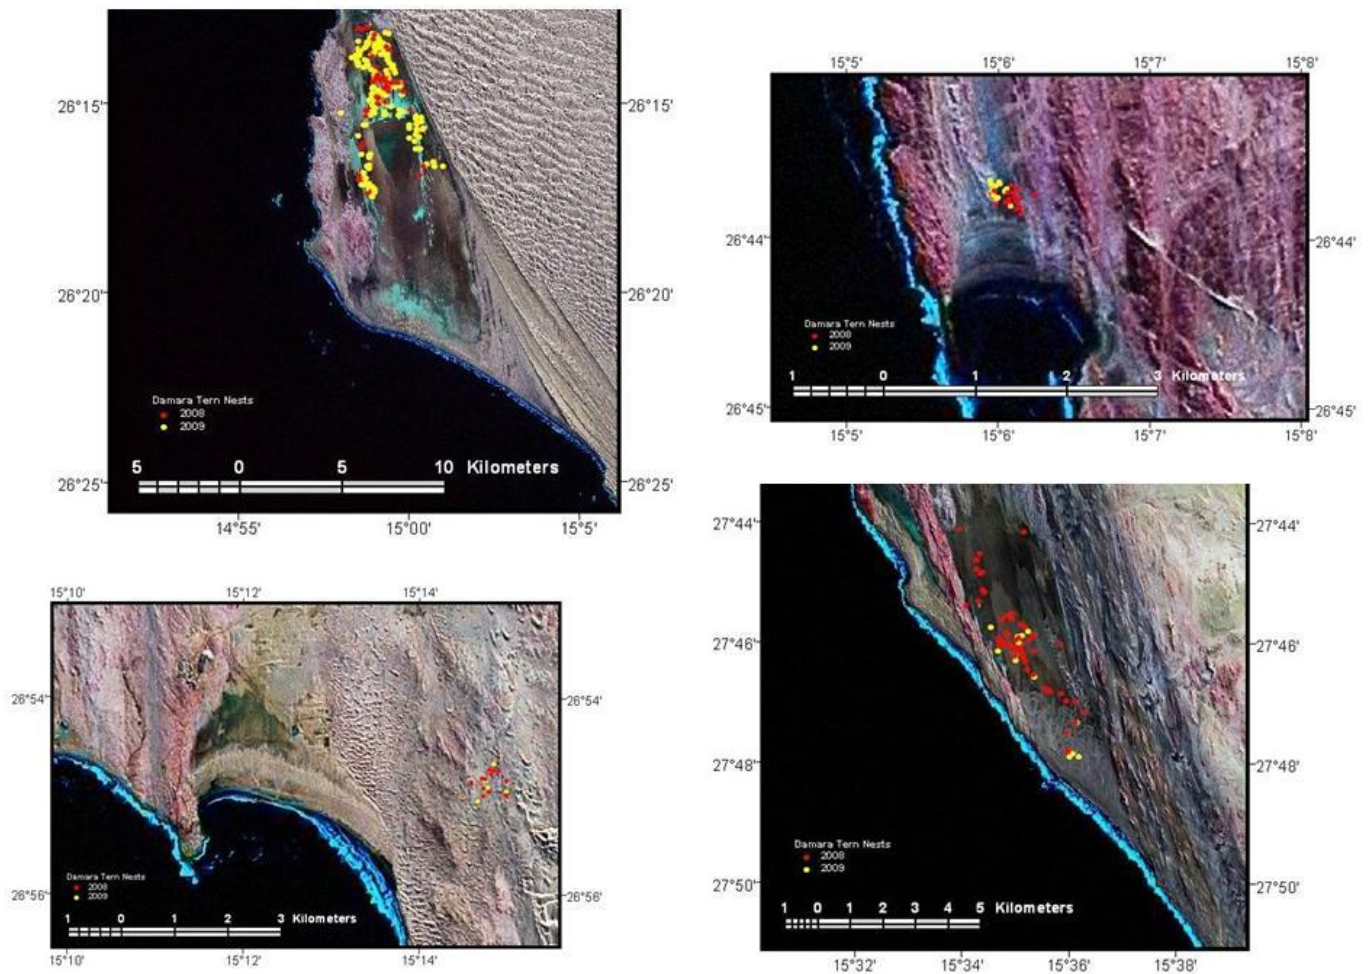 26°15' 26°15'
26°20' 26°20'
Damara Tern Nests
2008
2009
5 0 5 10 Kilometers
26°25' 26°25'
14°55' 15°00' 15°5'
15°5' 15°6' 15°7' 15°8'
26°44' 26°44'
Damara Tern Nests
2008
2009
1 0 1 2 3 Kilometers
26°45' 26°45'
15°5' 15°6' 15°7' 15°8'
15°10' 15°12' 15°14'
26°54' 26°54'
Damara Tern Nests
2008
2009
26°56' 26°56'
1 0 1 2 3 Kilometers
15°10' 15°12' 15°14'
27°44' 27°44'
27°46' 27°46'
27°48' 27°48'
Damara Tern Nests
2008
2009
27°50' 27°50'
1 0 1 2 3 4 5 Kilometers
15°32' 15°34' 15°36' 15°38'